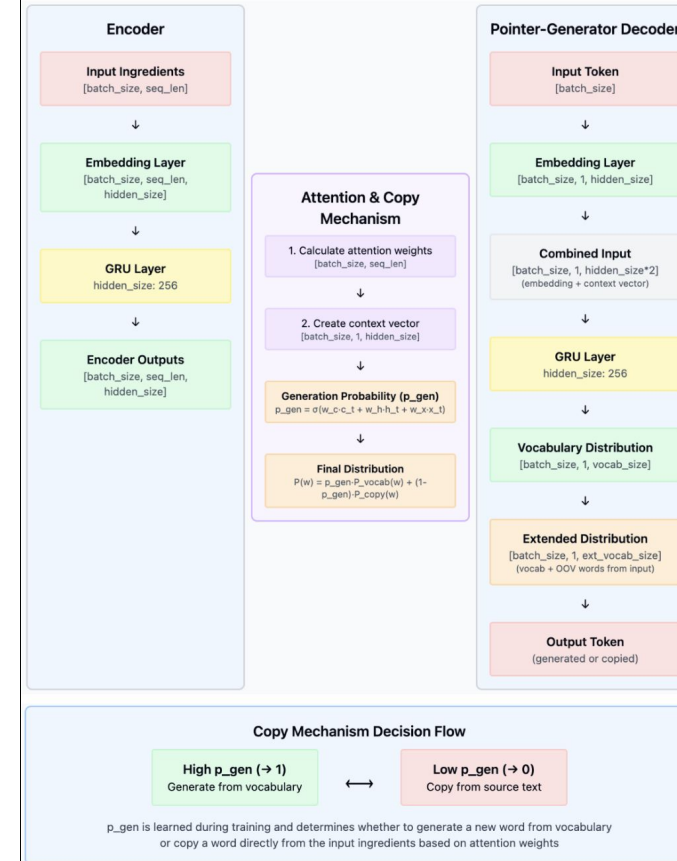 Encoder
Input Ingredients
[batch_size, seq_len]
↓
Embedding Layer
[batch_size, seq_len,
hidden_size]
↓
GRU Layer
hidden_size: 256
↓
Encoder Outputs
[batch_size, seq_len,
hidden_size]
Attention & Copy
Mechanism
1. Calculate attention weights
[batch_size, seq_len]
↓
2. Create context vector
[batch_size, 1, hidden_size]
↓
Generation Probability (p_gen)
p_gen = σ(w_c·c_t + w_h·h_t + w_x·x_t)
↓
Final Distribution
P(w) = p_gen·P_vocab(w) + (1-
p_gen)·P_copy(w)
Pointer-Generator Decoder
Input Token
[batch_size]
↓
Embedding Layer
[batch_size, 1, hidden_size]
↓
Combined Input
[batch_size, 1, hidden_size*2]
(embedding + context vector)
↓
GRU Layer
hidden_size: 256
↓
Vocabulary Distribution
[batch_size, 1, vocab_size]
↓
Extended Distribution
[batch_size, 1, ext_vocab_size]
(vocab + OOV words from input)
↓
Output Token
(generated or copied)
Copy Mechanism Decision Flow
High p_gen (→ 1)
Generate from vocabulary
⟷
Low p_gen (→ 0)
Copy from source text
p_gen is learned during training and determines whether to generate a new word from vocabulary
or copy a word directly from the input ingredients based on attention weights